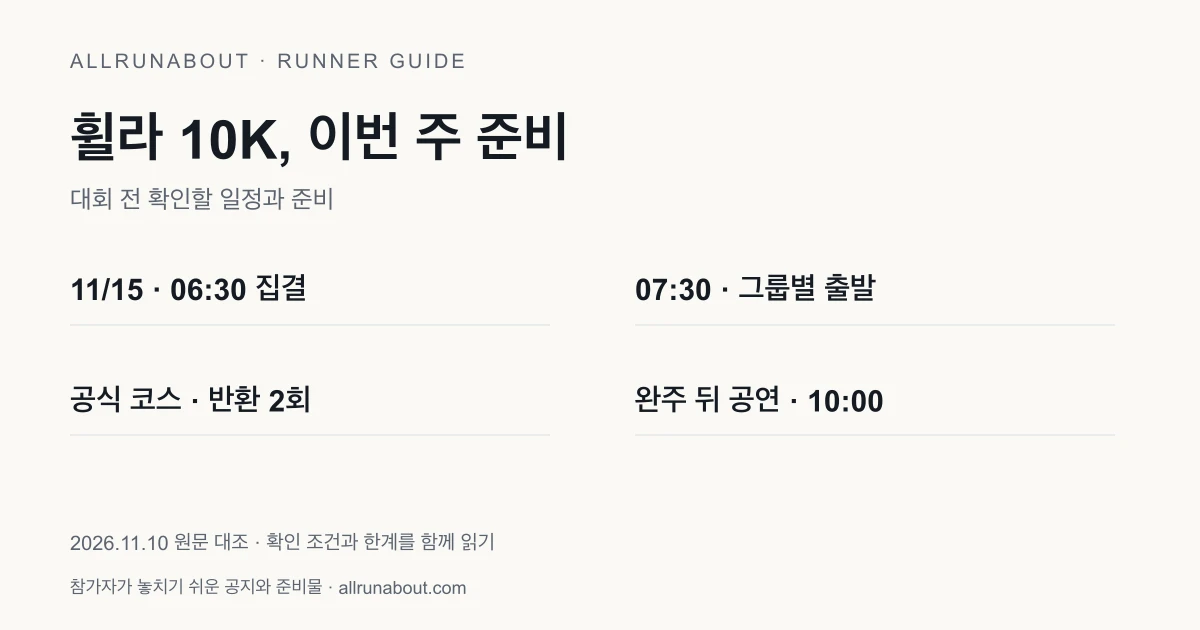 ALLRUNABOUT · RUNNER GUIDE
휠라 10K, 이번 주 준비
대회 전 확인할 일정과 준비
11/15 · 06:30 집결
07:30 · 그룹별 출발
공식 코스 · 반환 2회
완주 뒤 공연 · 10:00
2026.11.10 원문 대조 · 확인 조건과 한계를 함께 읽기
참가자가 놓치기 쉬운 공지와 준비물 · allrunabout.com